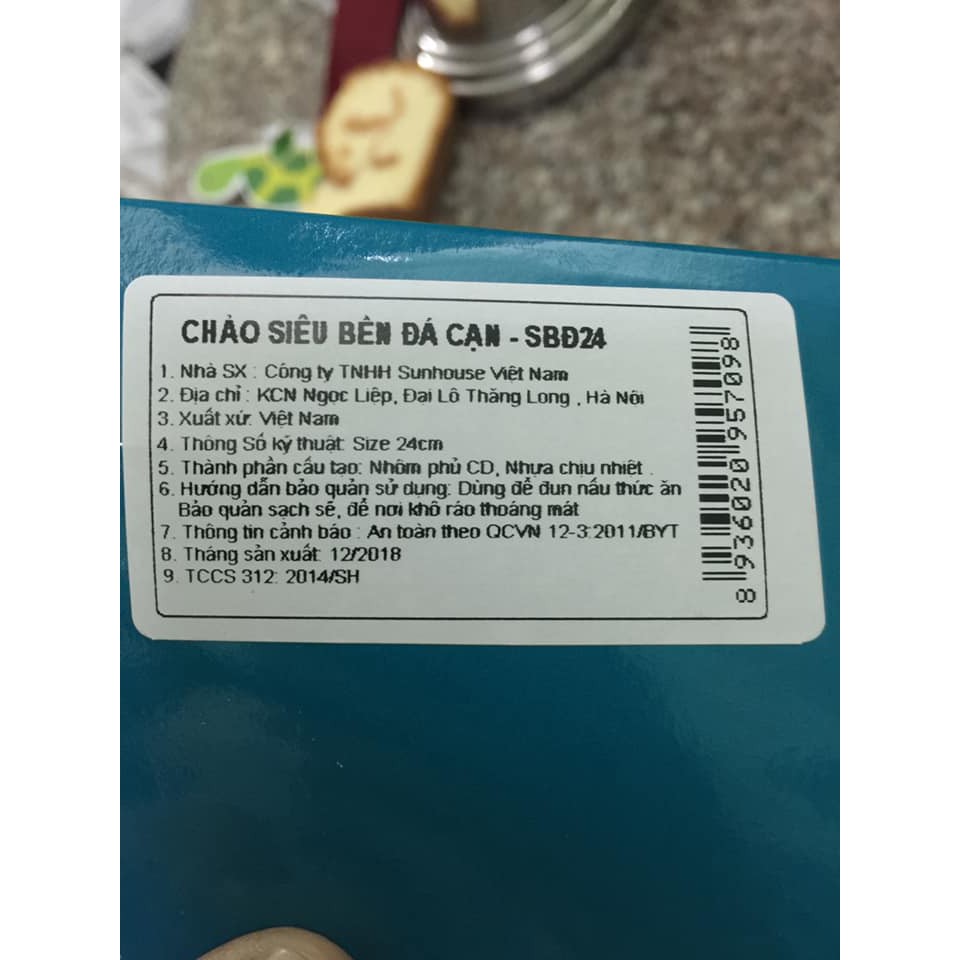 CHẢO SIÊU BỀN ĐÁ CẠN - SBĐ24
1. Nhà SX : Công ty TNHH Sunhouse Việt Nam
2. Địa chỉ : KCN Ngọc Liệp, Đại Lô Thăng Long , Hà Nôi
3. Xuất xứ: Việt Nam
4. Thông Số kỹ thuật: Size 24cm
5. Thành phần cấu tạo: Nhôm phủ CD, Nhựa chịu nhiệt .
6. Hướng dẫn bảo quản sử dụng: Dùng để đun nấu thức ăn
Bảo quản sạch sẽ, để nơi khô ráo thoáng mát
7. Thông tin cảnh báo : An toàn theo QCVN 12-3:2011/BYT
8. Tháng sản xuất: 12/2018
9. TCCS 312: 2014/SH
8 936020 957098